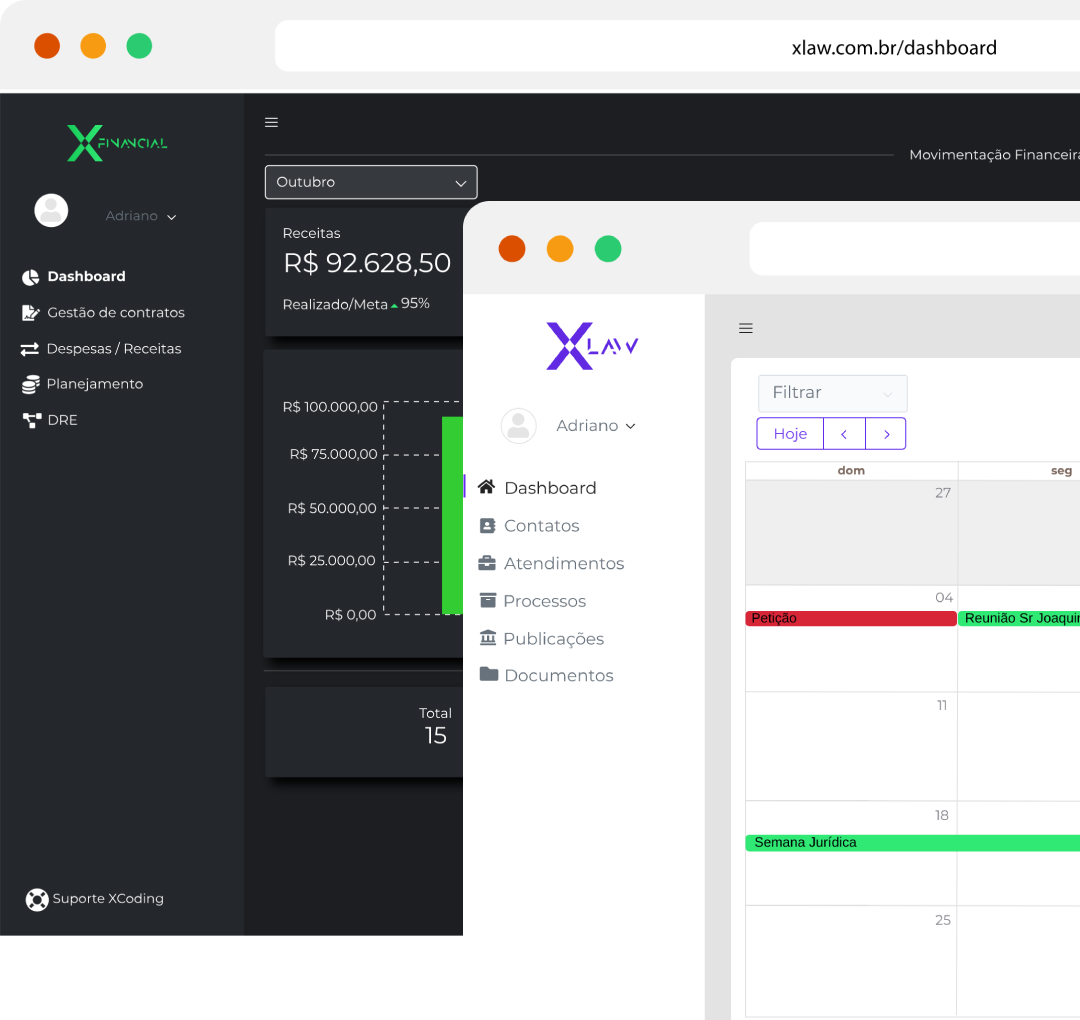 xlaw.com.br/dashboard
XFINANCIAL
Adriano
Dashboard
Gestão de contratos
Despesas / Receitas
Planejamento
DRE
Suporte XCoding
Movimentação Financeira
Outubro
Receitas
R$ 92.628,50
Realizado/Meta 95%
R$ 100.000,00
R$ 75.000,00
R$ 50.000,00
R$ 25.000,00
R$ 0,00
Total
15
XLAW
Adriano
Dashboard
Contatos
Atendimentos
Processos
Publicações
Documentos
Filtrar
Hoje < >
dom seg
27
04
Petição Reunião Sr Joaquim
11
18
Semana Jurídica
25